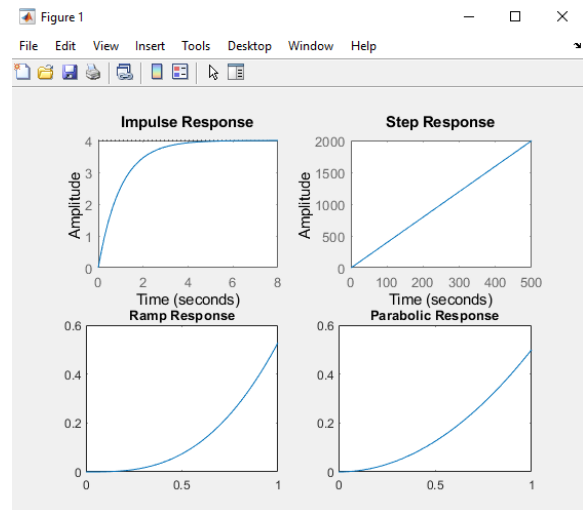 Figure 1
File Edit View Insert Tools Desktop Window Help
Impulse Response
4
3
2
1
0
Amplitude
0 2 4 6 8
Time (seconds)
Step Response
2000
1500
1000
500
0
Amplitude
0 100 200 300 400 500
Time (seconds)
Ramp Response
0.6
0.4
0.2
0
0 0.5 1
Parabolic Response
0.6
0.4
0.2
0
0 0.5 1